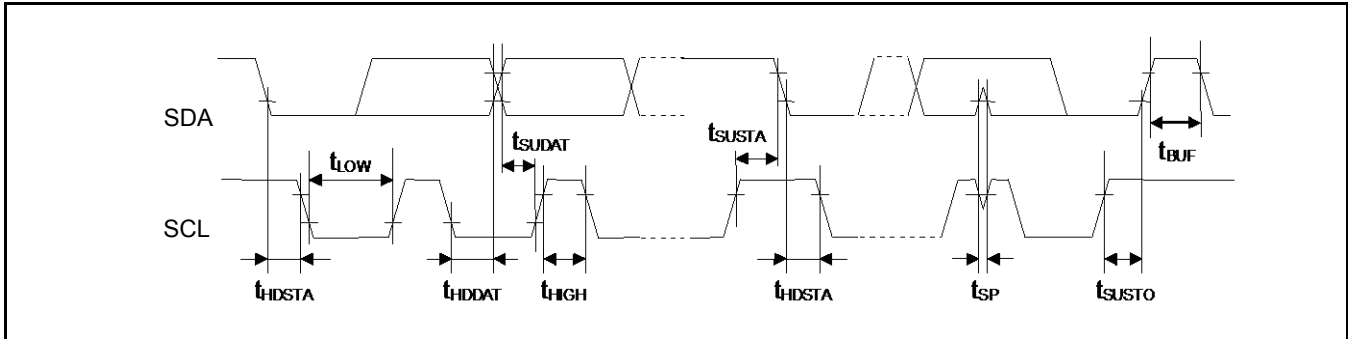 SDA
tSUDAT
tSUSTA
tBUF
tLOW
SCL
tHDSTA
tHDDAT
tHIGH
tHDSTA
tSP
tSUSTO